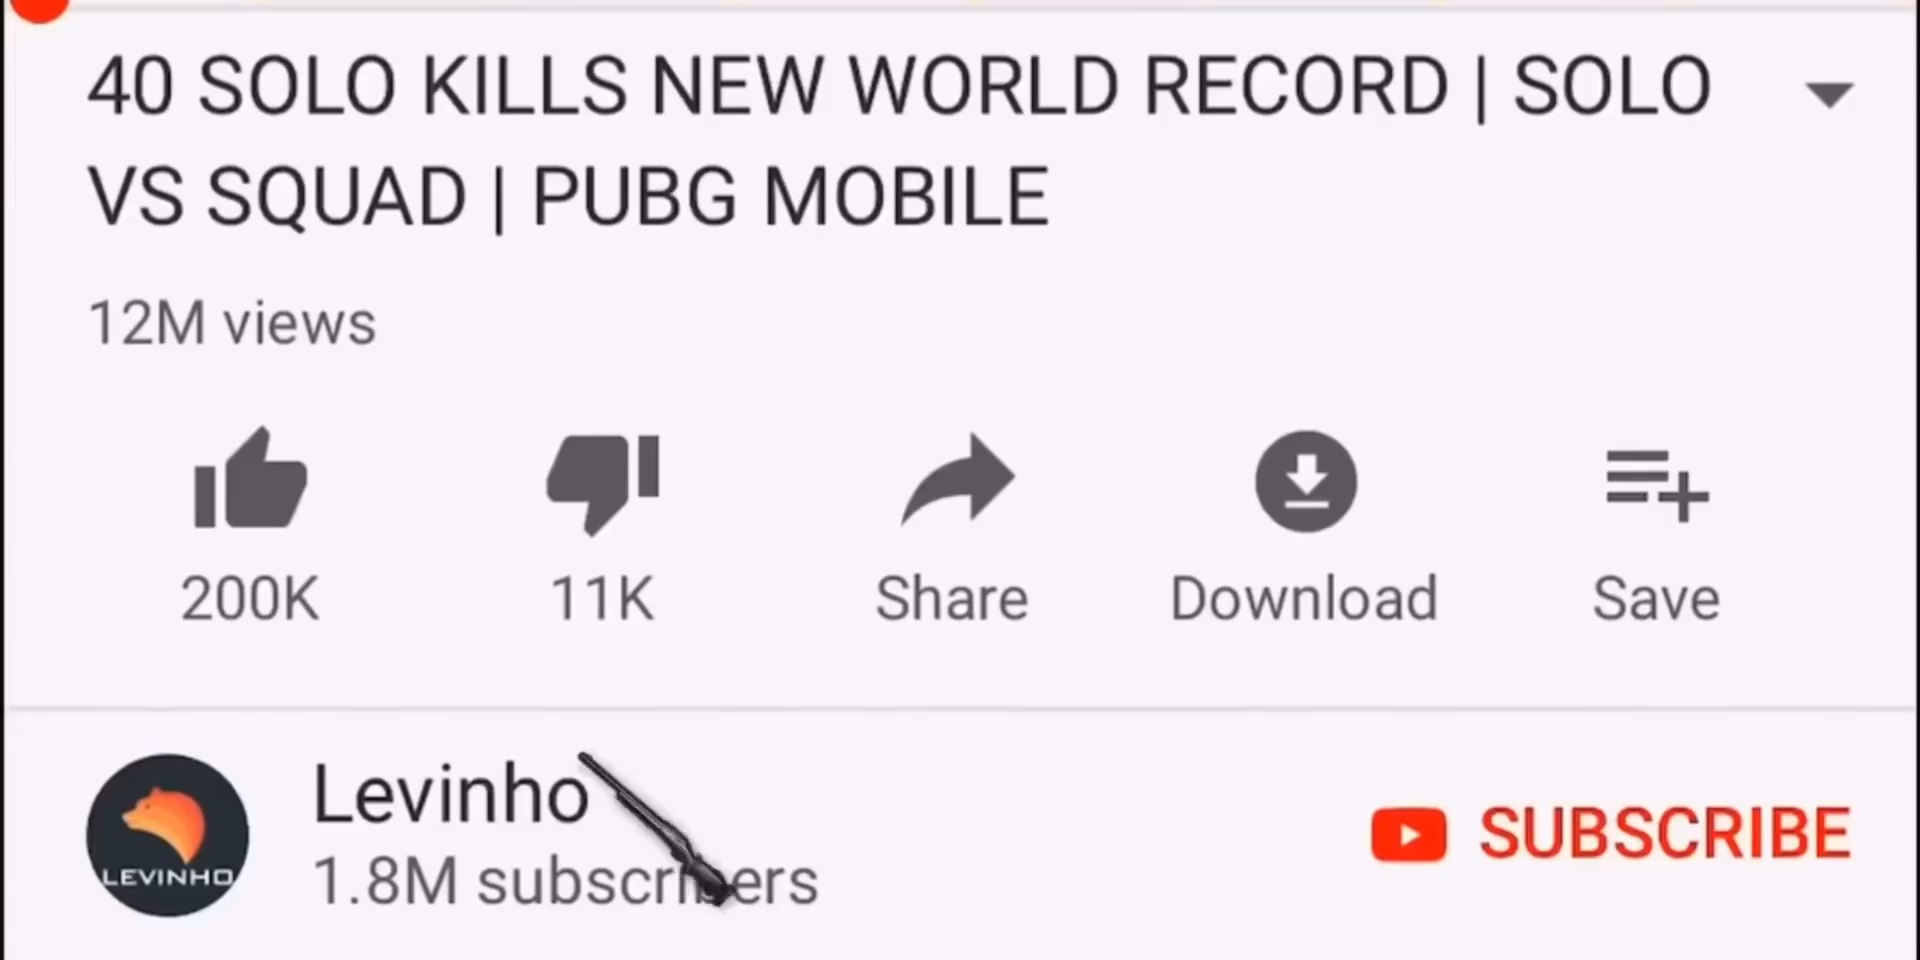 40 SOLO KILLS NEW WORLD RECORD | SOLO
VS SQUAD | PUBG MOBILE
12M views
200K
11K
Share
Download
Save
Levinho
1.8M subscribers
LEVINHO
SUBSCRIBE